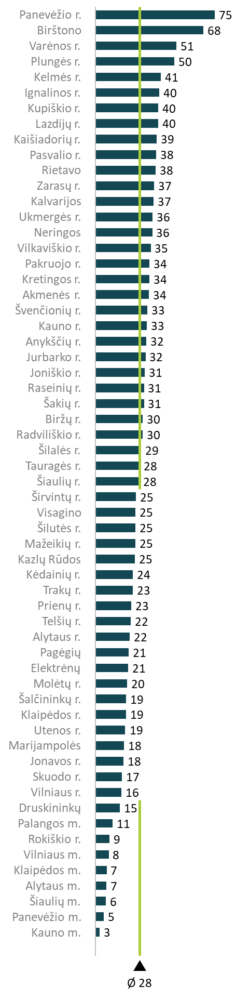 Panevėžio r. 75
Birštono 68
Varėnos r. 51
Plungės r. 50
Kelmės r. 41
Ignalinos r. 40
Kupiškio r. 40
Lazdijų r. 40
Kaišiadorių r. 39
Pasvalio r. 38
Rietavo 38
Zarasų r. 37
Kalvarijos 37
Ukmergės r. 36
Neringos 36
Vilkaviškio r. 35
Pakruojo r. 34
Kretingos r. 34
Akmenės r. 34
Švenčionių r. 33
Kauno r. 33
Anykščių r. 32
Jurbarko r. 32
Joniškio r. 31
Raseinių r. 31
Šakių r. 31
Biržų r. 30
Radviliškio r. 30
Šilalės r. 29
Tauragės r. 28
Šiaulių r. 28
Širvintų r. 25
Visagino 25
Šilutės r. 25
Mažeikių r. 25
Kazlų Rūdos 25
Kėdainių r. 24
Trakų r. 23
Prienų r. 23
Telšių r. 22
Alytaus r. 22
Pagėgių 21
Elektrėnų 21
Molėtų r. 20
Šalčininkų r. 19
Klaipėdos r. 19
Utenos r. 19
Marijampolės 18
Jonavos r. 18
Skuodo r. 17
Vilniaus r. 16
Druskininkų 15
Palangos m. 11
Rokiškio r. 9
Vilniaus m. 8
Klaipėdos m. 7
Alytaus m. 7
Šiaulių m. 6
Panevėžio m. 5
Kauno m. 3
Ø 28